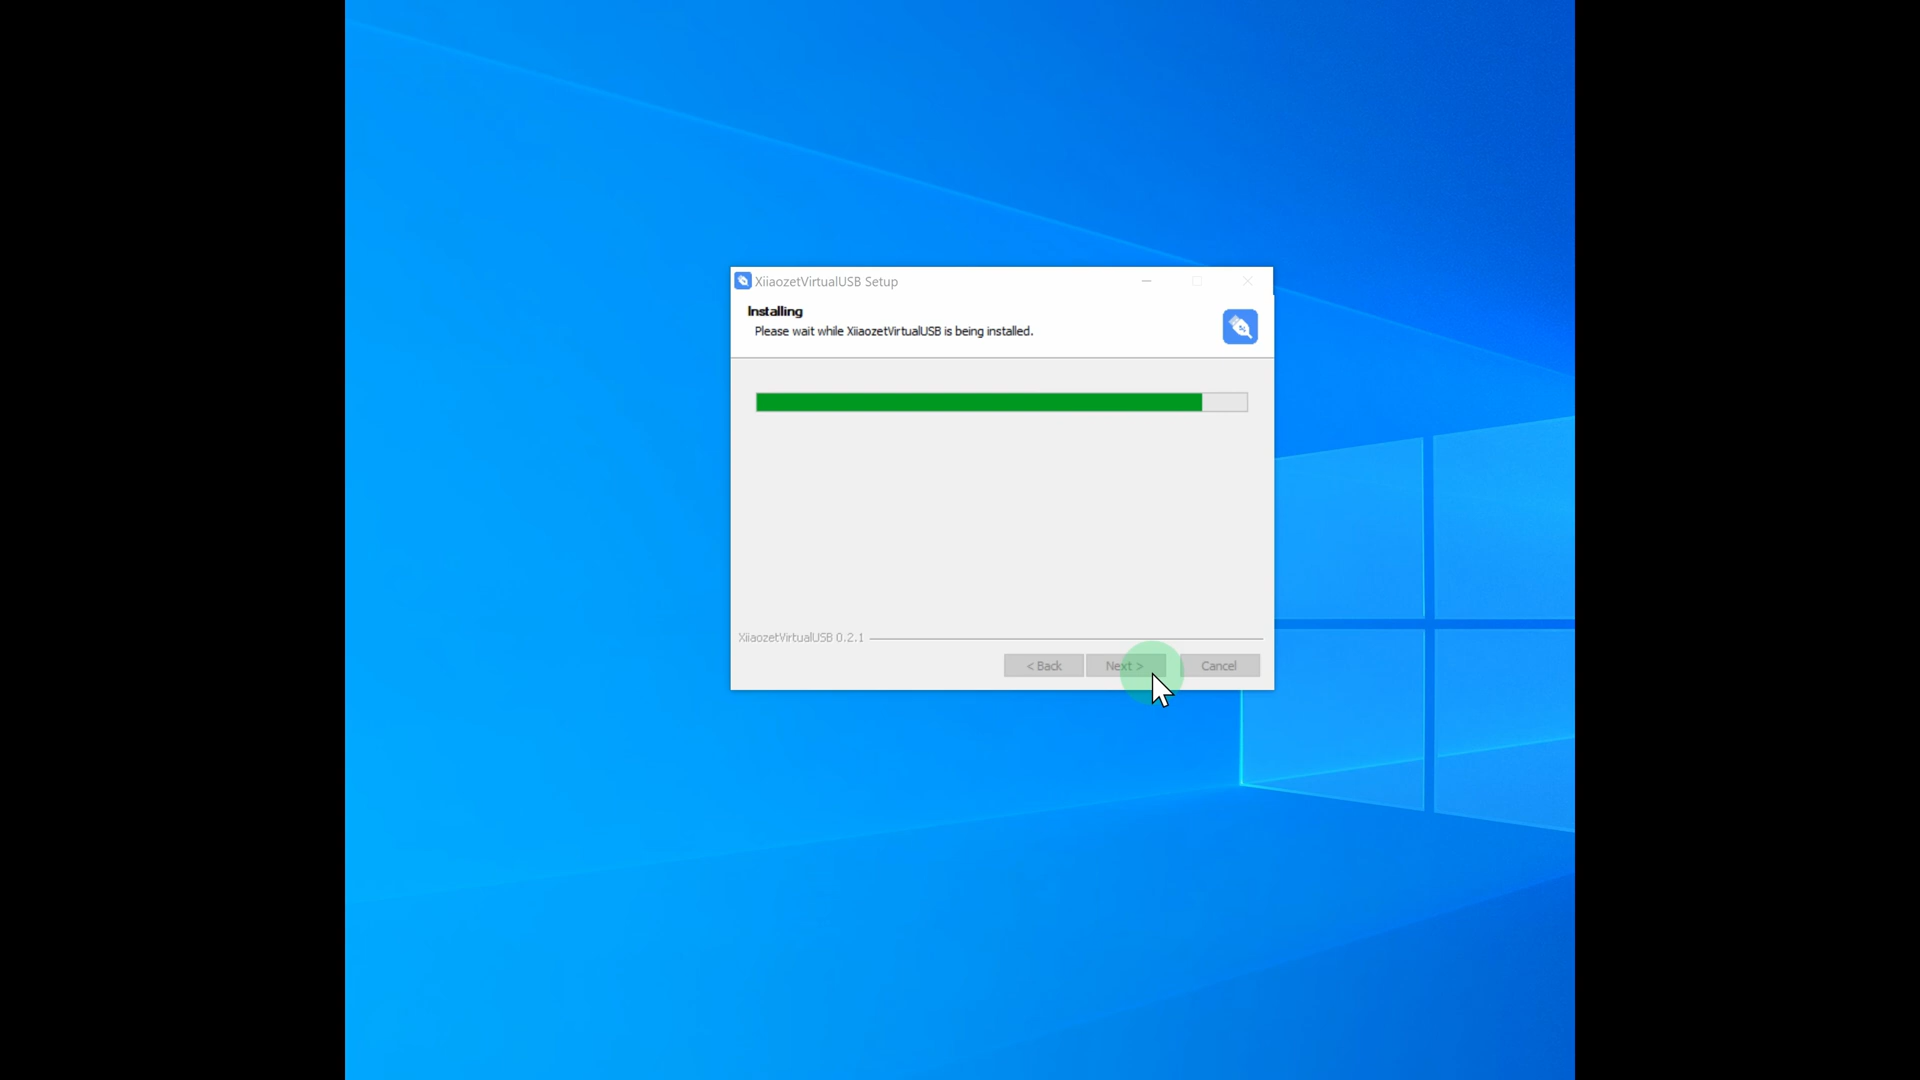 XiiaozetVirtualUSB Setup
Installing
Please wait while XiiaozetVirtualUSB is being installed.
XiiaozetVirtualUSB 0.2.1
< Back
Next >
Cancel